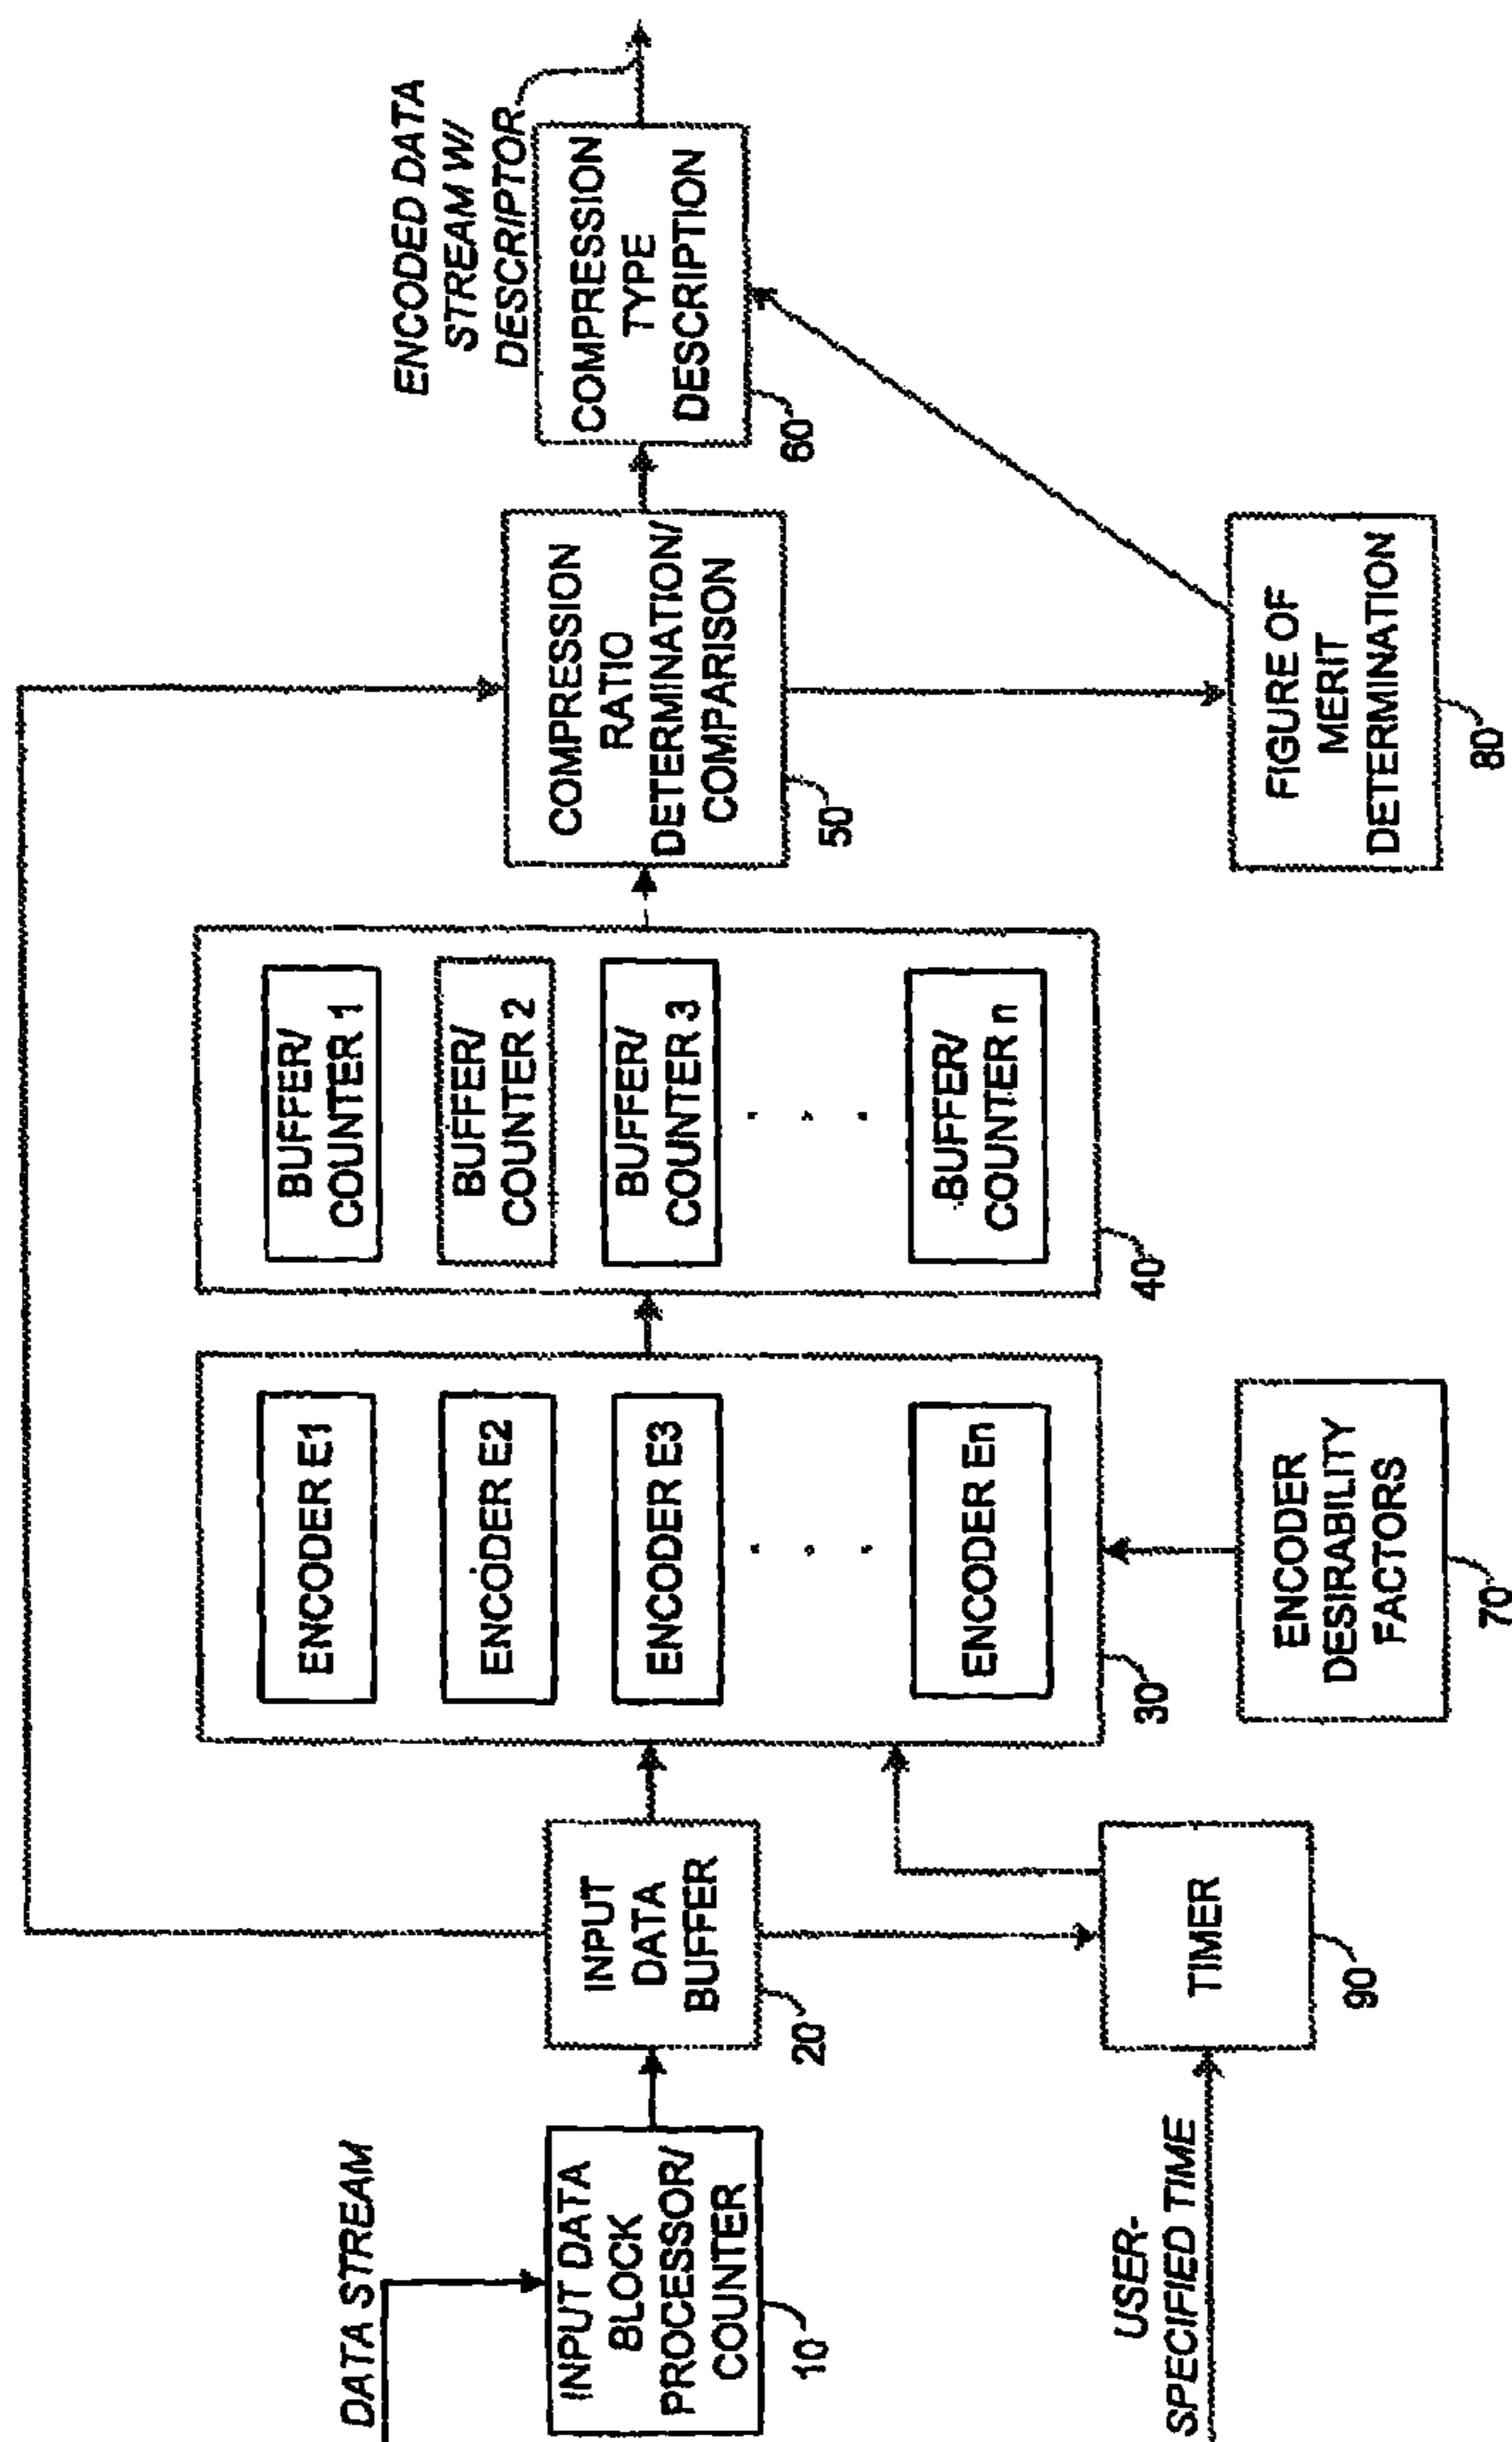 DATA STREAM
INPUT DATA
BLOCK
PROCESSOR/
COUNTER
10
INPUT
DATA
BUFFER
20
USER-
SPECIFIED TIME
TIMER
90
ENCODER E1
ENCODER E2
ENCODER E3
. . .
ENCODER En
30
ENCODER
DESIRABILITY
FACTORS
70
BUFFER/
COUNTER 1
BUFFER/
COUNTER 2
BUFFER/
COUNTER 3
. . .
BUFFER/
COUNTER n
40
COMPRESSION
RATIO
DETERMINATION/
COMPARISON
50
FIGURE OF
MERIT
DETERMINATION
80
ENCODED DATA
STREAM W/
DESCRIPTOR
COMPRESSION
TYPE
DESCRIPTION
60